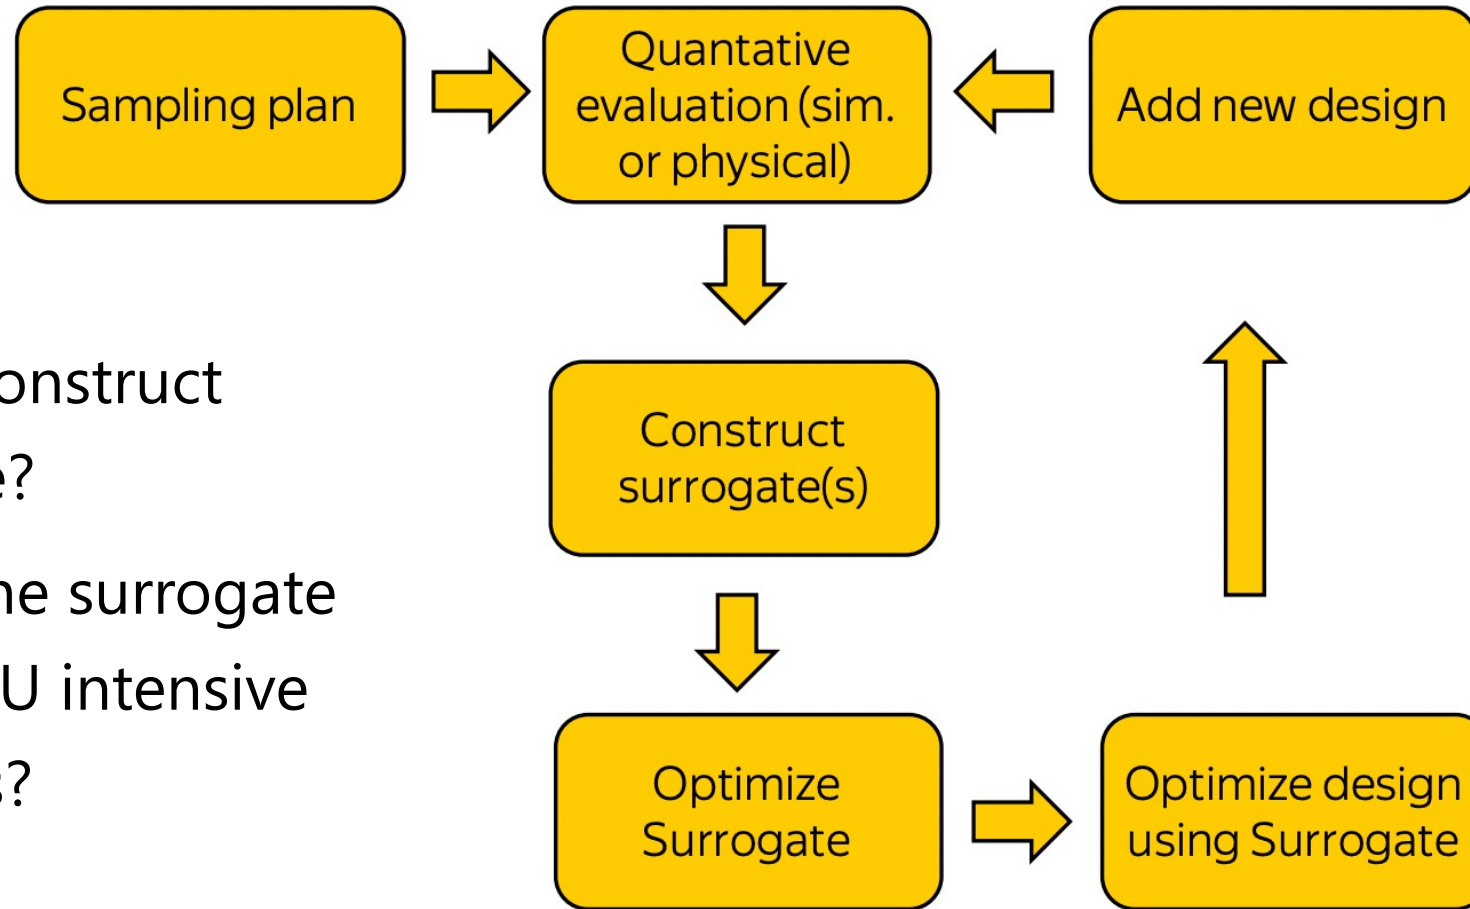 Sampling plan
Quantative
evaluation (sim.
or physical)
Add new design
onstruct
e?
Construct
surrogate(s)
he surrogate
U intensive
s?
Optimize
Surrogate
Optimize design
using Surrogate